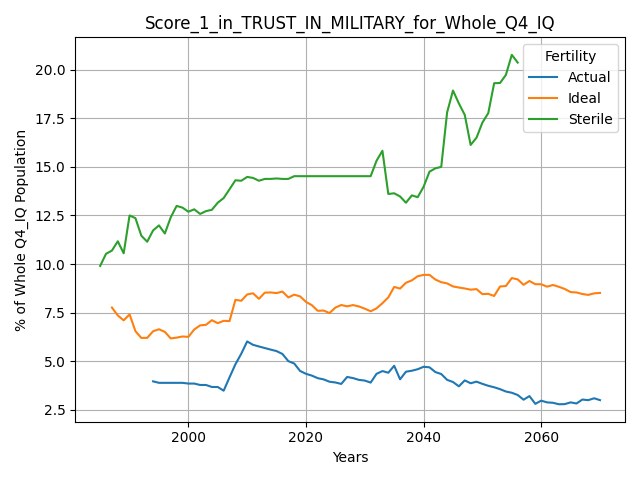 Score_1_in_TRUST_IN_MILITARY_for_Whole_Q4_IQ
% of Whole Q4_IQ Population
20.0
17.5
15.0
12.5
10.0
7.5
5.0
2.5
Fertility
Actual
Ideal
Sterile
2000
2020
2040
2060
Years